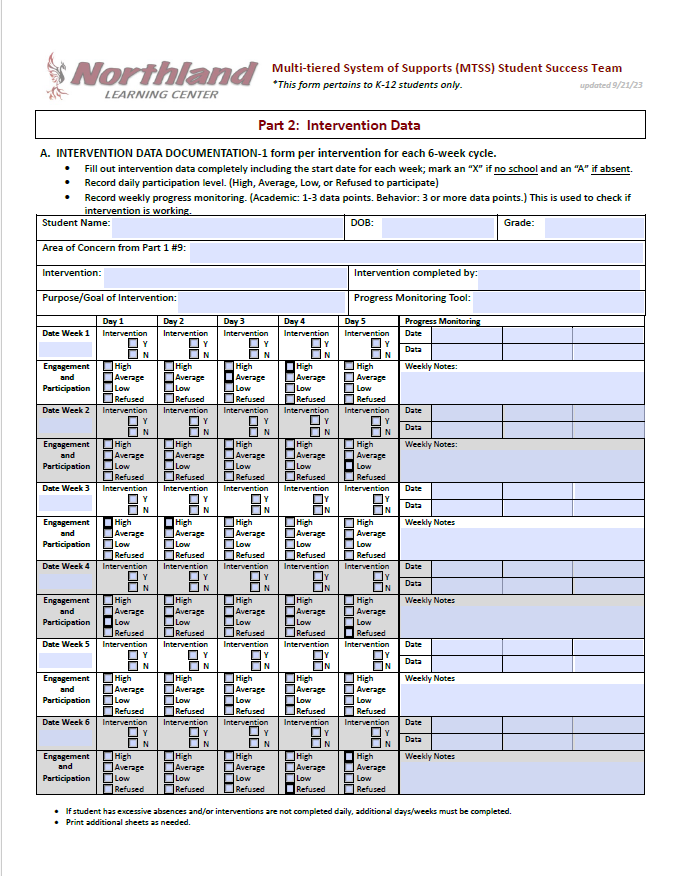 Northland
LEARNING CENTER
Multi-tiered System of Supports (MTSS) Student Success Team
*This form pertains to K-12 students only.
updated 9/21/23
Part 2: Intervention Data
A. INTERVENTION DATA DOCUMENTATION-1 form per intervention for each 6-week cycle.
• Fill out intervention data completely including the start date for each week; mark an “X” if no school and an “A” if absent.
• Record daily participation level. (High, Average, Low, or Refused to participate)
• Record weekly progress monitoring. (Academic: 1-3 data points. Behavior: 3 or more data points.) This is used to check if
intervention is working.
Student Name: DOB: Grade:
Area of Concern from Part 1 #9:
Intervention: Intervention completed by:
Purpose/Goal of Intervention: Progress Monitoring Tool:
Day 1 Day 2 Day 3 Day 4 Day 5 Progress Monitoring
Date Week 1 Intervention Intervention Intervention Intervention Intervention Date
Y Y Y Y Y
N N N N N Data
Engagement High High High High High Weekly Notes:
and Average Average Average Average Average
Participation Low Low Low Low Low
Refused Refused Refused Refused Refused
Date Week 2 Intervention Intervention Intervention Intervention Intervention Date
Y Y Y Y Y
N N N N N Data
Engagement High High High High High Weekly Notes:
and Average Average Average Average Average
Participation Low Low Low Low Low
Refused Refused Refused Refused Refused
Date Week 3 Intervention Intervention Intervention Intervention Intervention Date
Y Y Y Y Y
N N N N N Data
Engagement High High High High High Weekly Notes
and Average Average Average Average Average
Participation Low Low Low Low Low
Refused Refused Refused Refused Refused
Date Week 4 Intervention Intervention Intervention Intervention Intervention Date
Y Y Y Y Y
N N N N N Data
Engagement High High High High High Weekly Notes
and Average Average Average Average Average
Participation Low Low Low Low Low
Refused Refused Refused Refused Refused
Date Week 5 Intervention Intervention Intervention Intervention Intervention Date
Y Y Y Y Y
N N N N N Data
Engagement High High High High High Weekly Notes
and Average Average Average Average Average
Participation Low Low Low Low Low
Refused Refused Refused Refused Refused
Date Week 6 Intervention Intervention Intervention Intervention Intervention Date
Y Y Y Y Y
N N N N N Data
Engagement High High High High High Weekly Notes
and Average Average Average Average Average
Participation Low Low Low Low Low
Refused Refused Refused Refused Refused
• If student has excessive absences and/or interventions are not completed daily, additional days/weeks must be completed.
• Print additional sheets as needed.